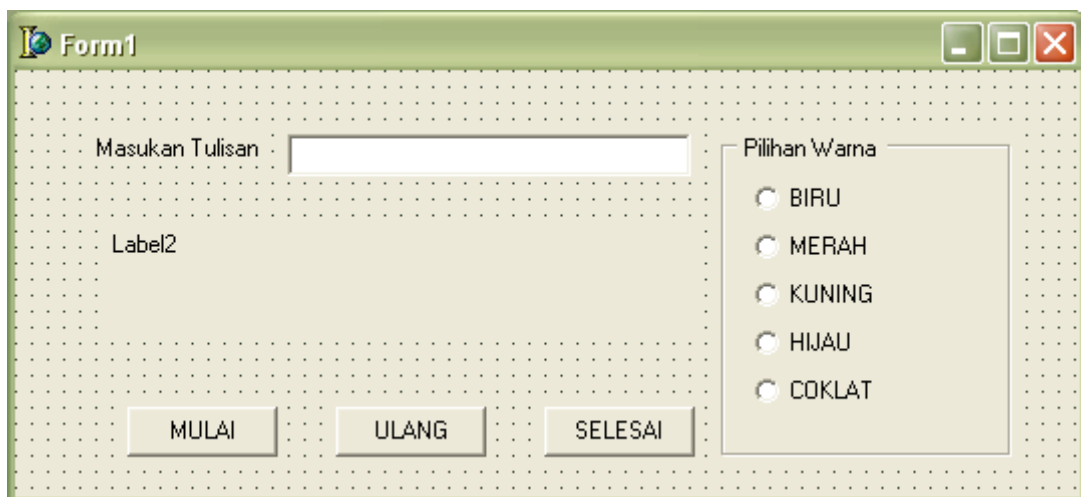 Form1
Masukan Tulisan
Pilihan Warna
BIRU
Label2
MERAH
KUNING
HIJAU
COKLAT
MULAI ULANG SELESAI